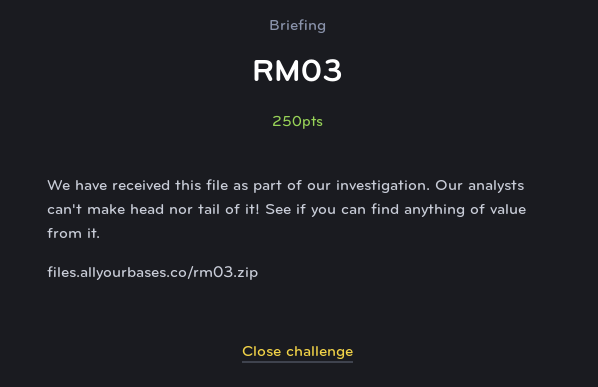 Briefing
RM03
250pts
We have received this file as part of our investigation. Our analysts
can't make head nor tail of it! See if you can find anything of value
from it.
files.allyourbases.co/rm03.zip
Close challenge